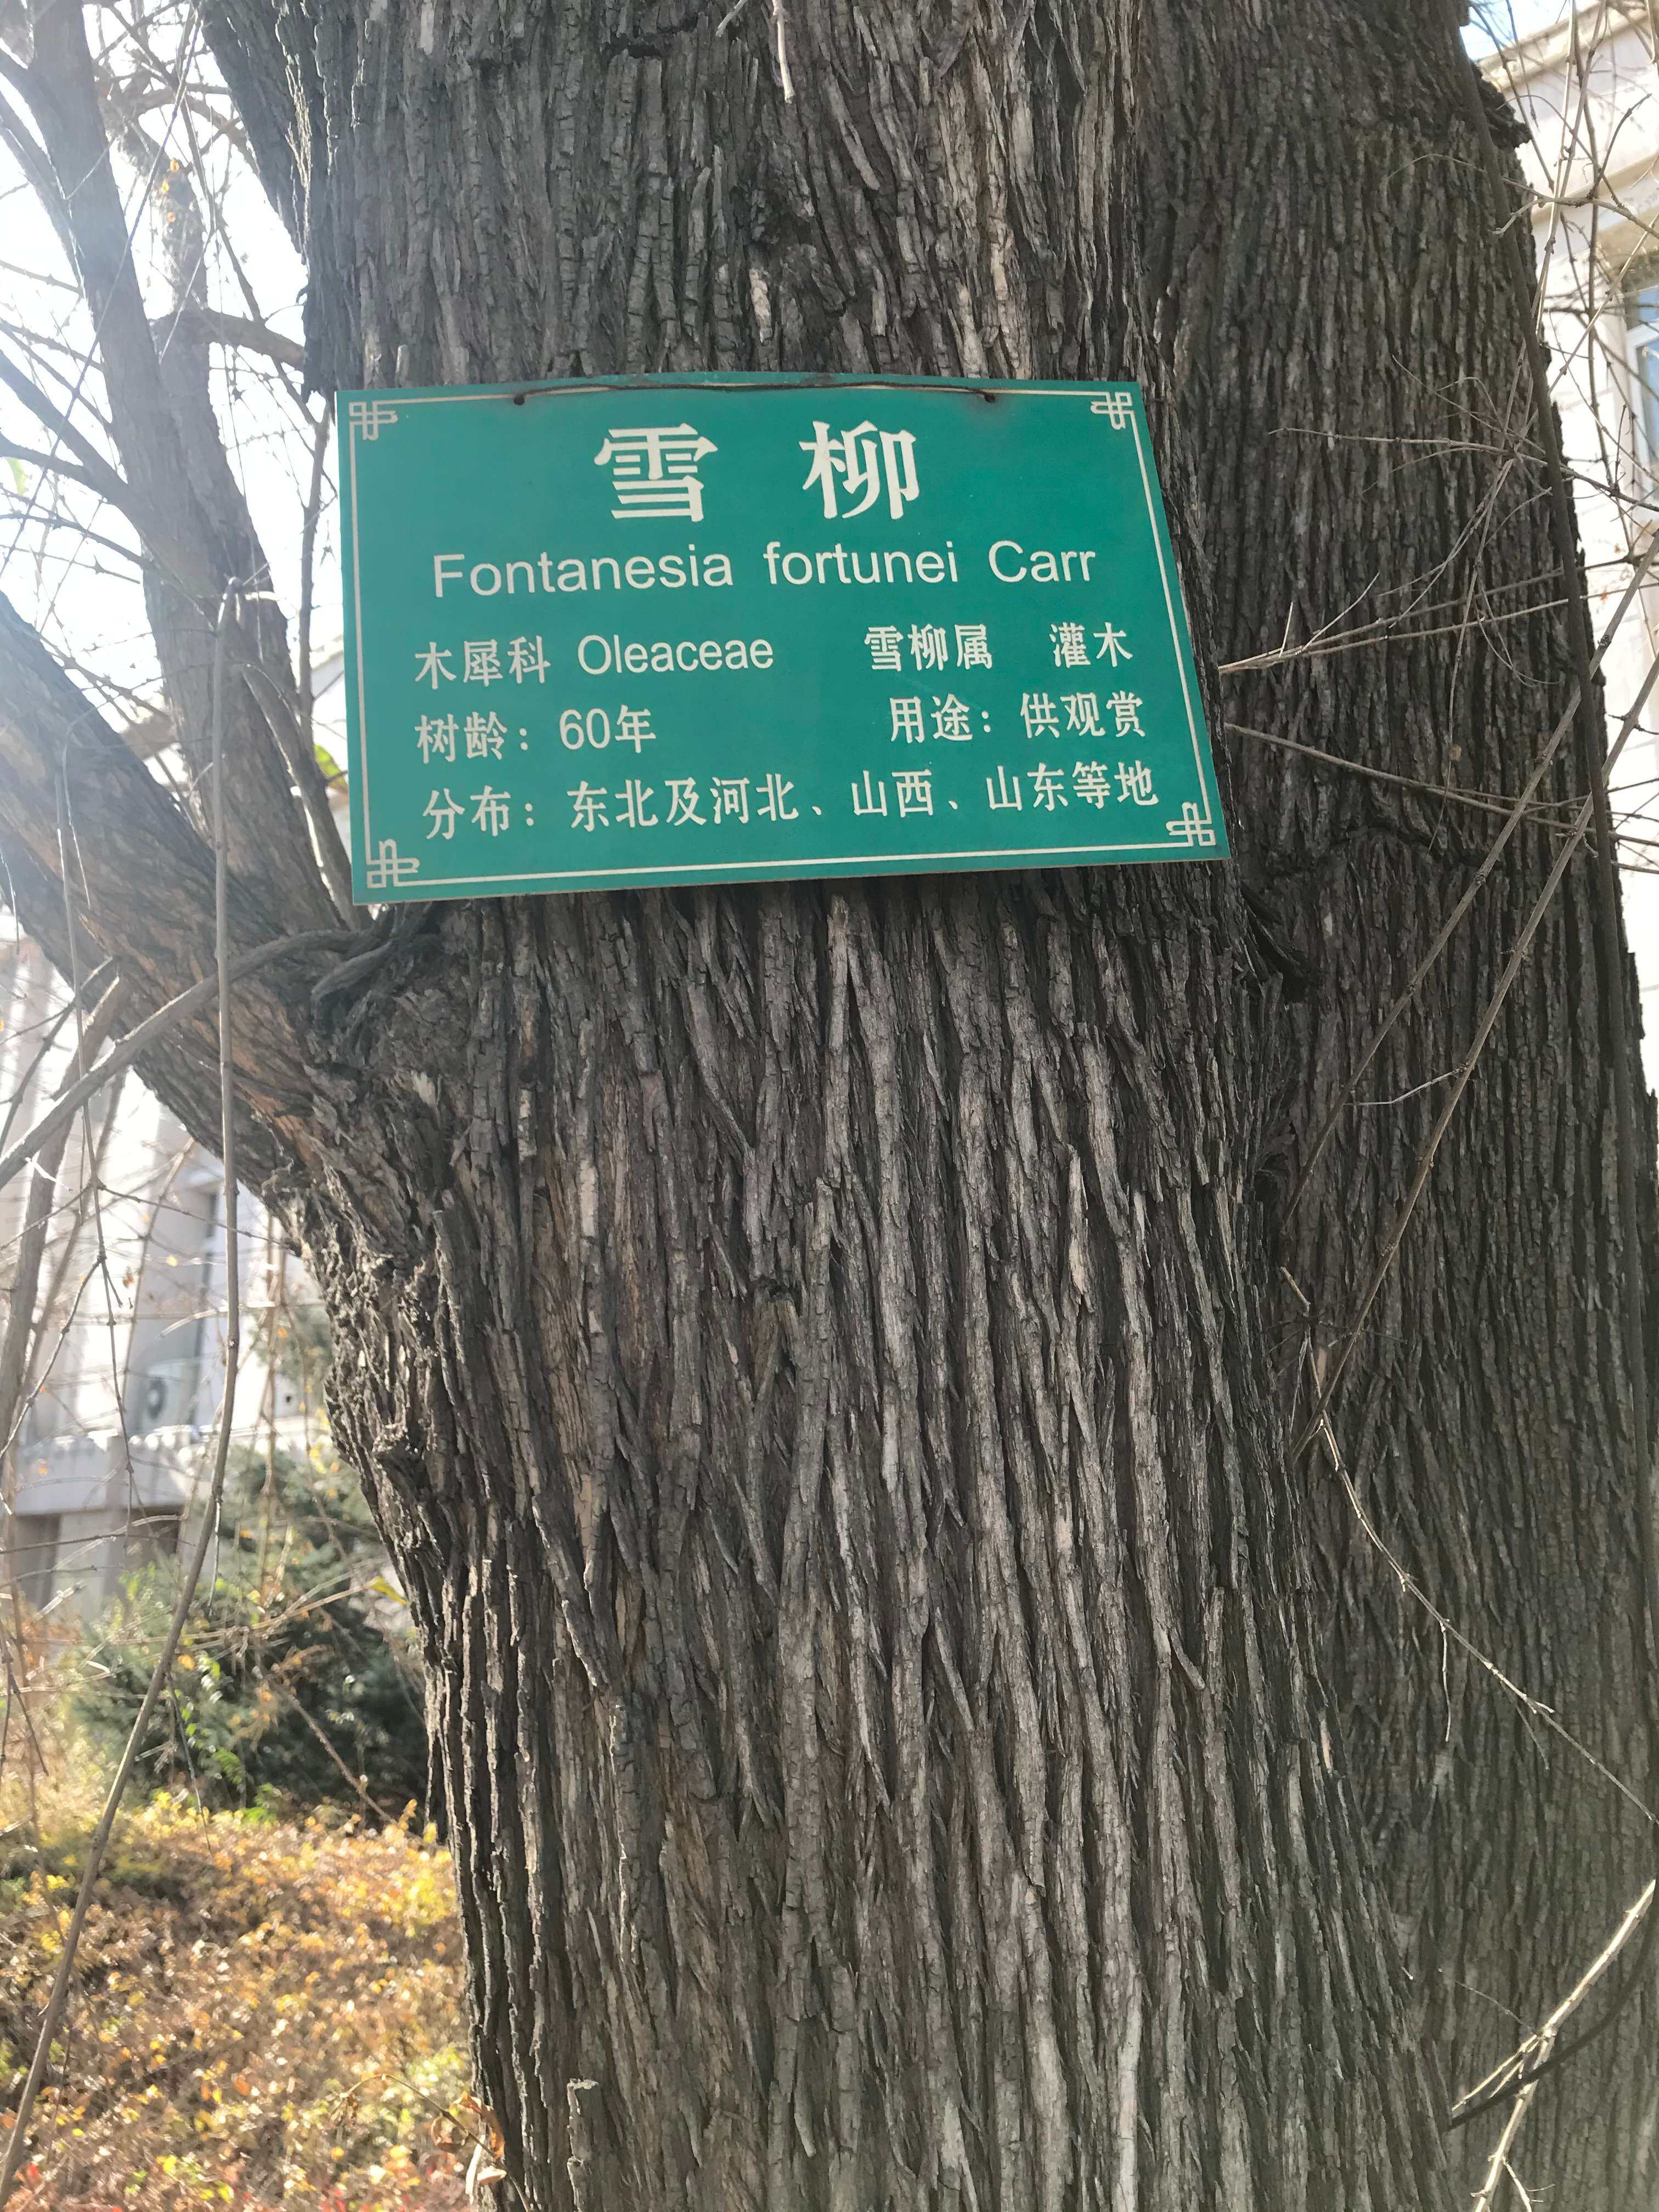 雪柳
Fontanesia fortunei Carr
木犀科 Oleaceae 雪柳属 灌木
树龄：60年 用途：供观赏
分布：东北及河北、山西、山东等地